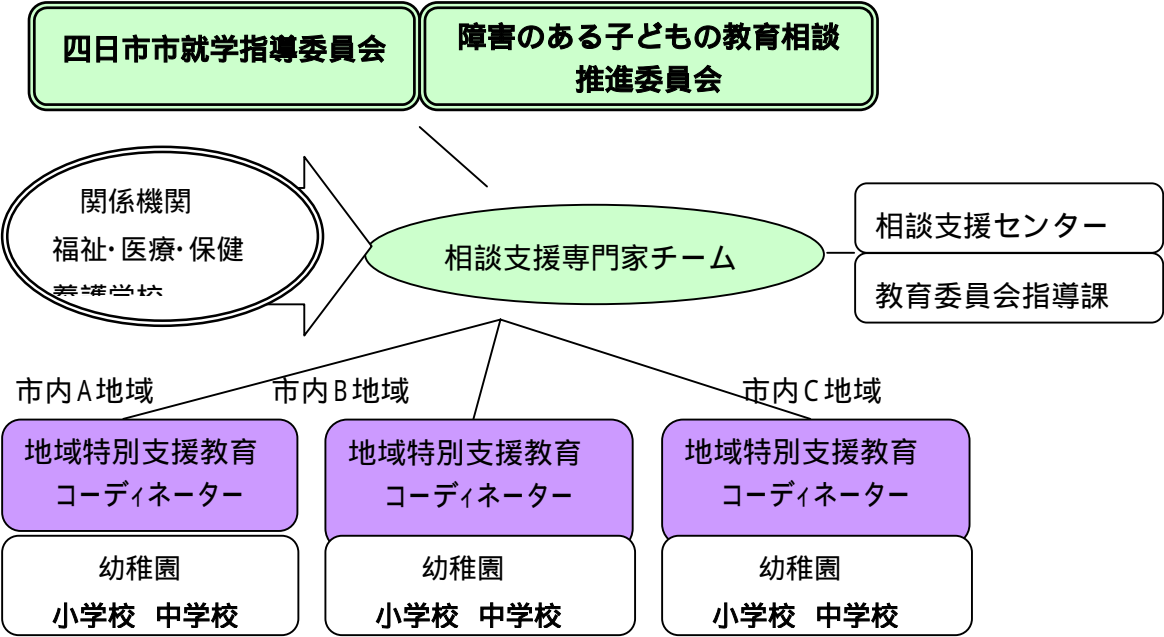 四日市市就学指導委員会
障害のある子どもの教育相談
推進委員会
関係機関
福祉・医療・保健
養護学校
相談支援専門家チーム
相談支援センター
教育委員会指導課
市内A地域
市内B地域
市内C地域
地域特別支援教育
コーディネーター
地域特別支援教育
コーディネーター
地域特別支援教育
コーディネーター
幼稚園
小学校 中学校
幼稚園
小学校 中学校
幼稚園
小学校 中学校